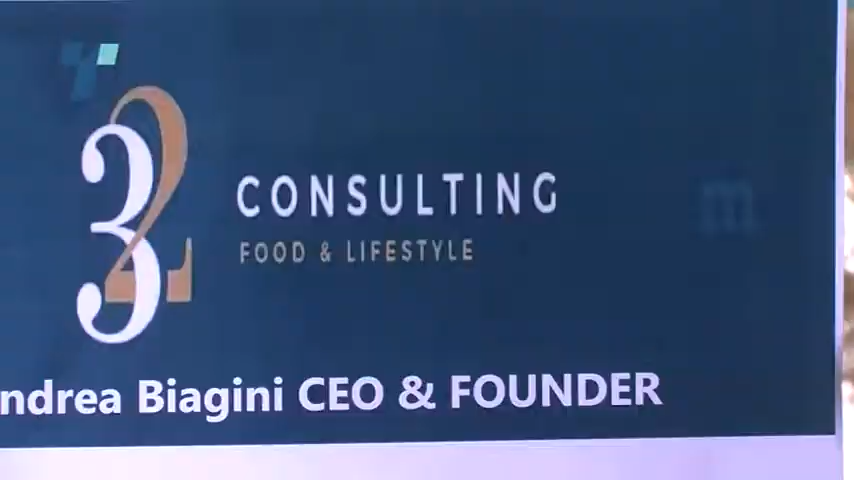 32
CONSULTING
FOOD & LIFESTYLE
m
ndrea Biagini CEO & FOUNDER